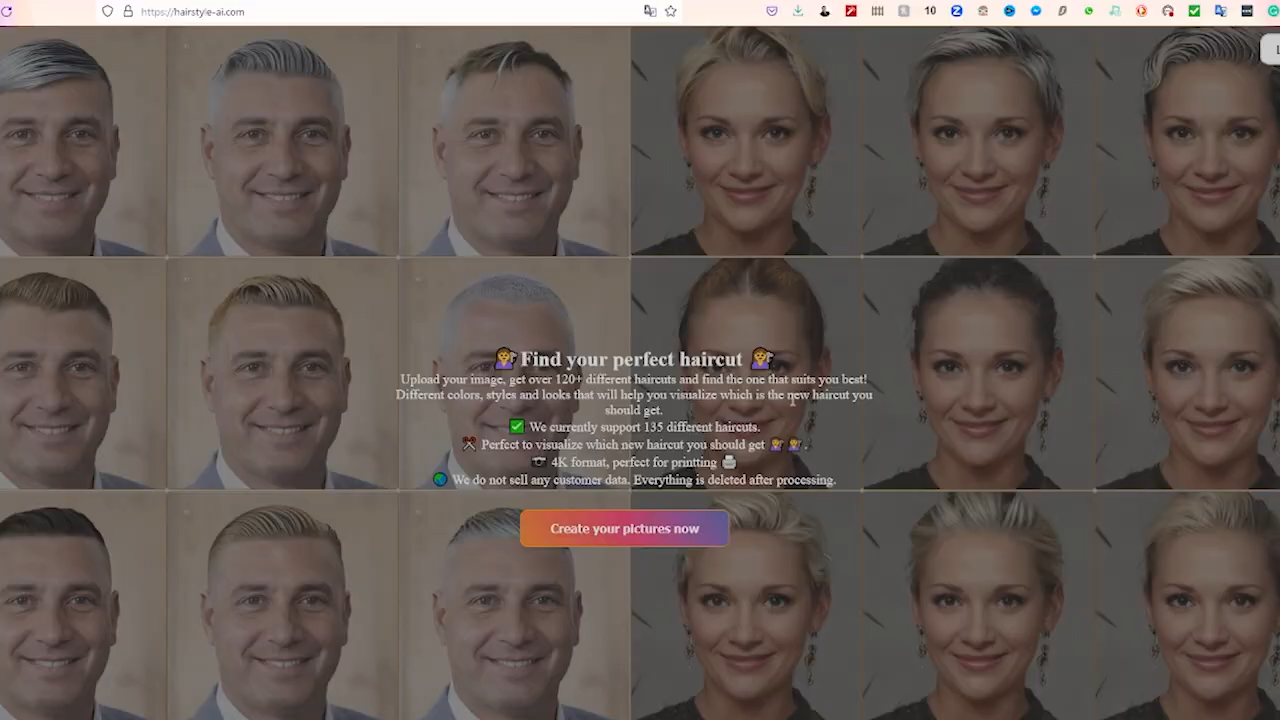 https://hairstyle-ai.com
10
Find your perfect haircut
Upload your image, get over 120+ different haircuts and find the one that suits you best!
Different colors, styles and looks that will help you visualize which is the new haircut you
should get.
We currently support 135 different haircuts.
Perfect to visualize which new haircut you should get .
4K format, perfect for printting
We do not sell any customer data. Everything is deleted after processing.
Create your pictures now